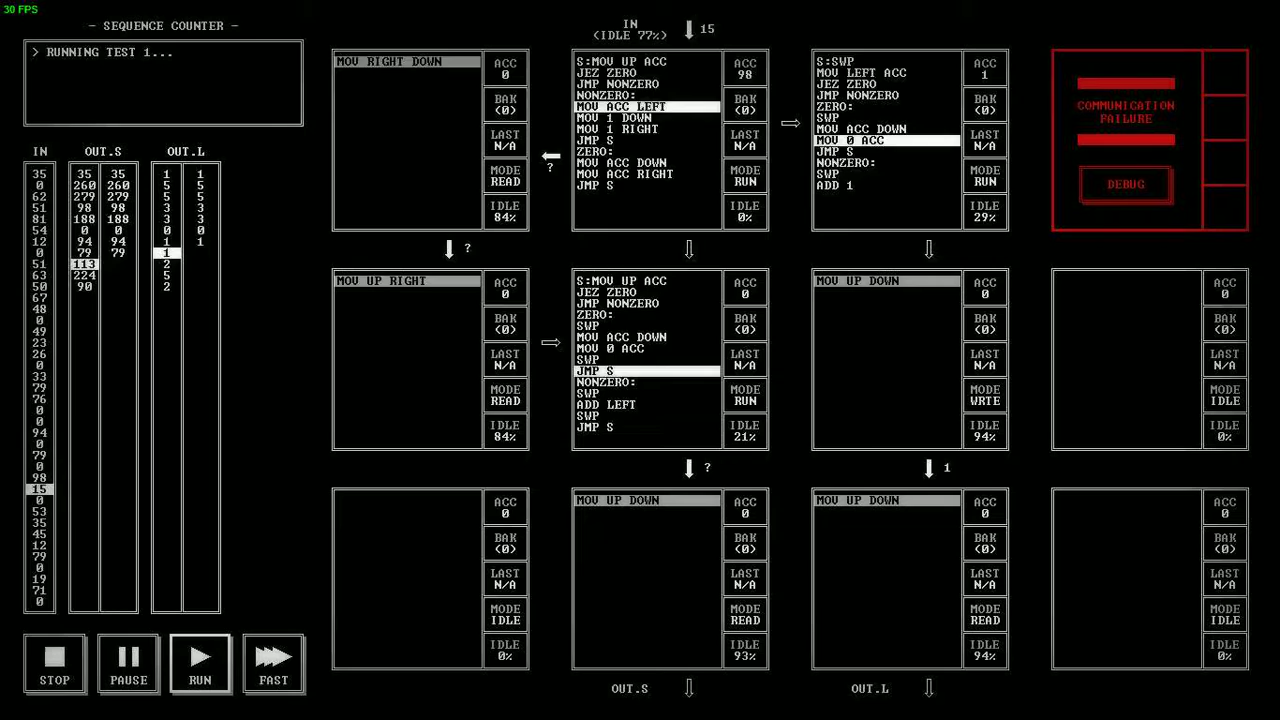 30 FPS
- SEQUENCE COUNTER -
> RUNNING TEST 1...
IN OUT.S OUT.L
35 35 35 1 1
0 260 260 5 5
62 279 279 5 5
51 98 98 3 3
81 188 188 3 3
54 0 0 0 0
12 94 94 1 1
0 79 79 1
51 113 2
63 224 5
50 90 2
67
48
0
49
23
26
0
33
79
76
0
0
94
0
79
0
98
15
0
53
35
45
12
79
0
19
71
0
STOP
PAUSE
RUN
FAST
IN
(IDLE 77%)
15
MOV RIGHT DOWN
ACC
0
BAK
(0)
LAST
N/A
MODE
READ
IDLE
84%
?
?
S:MOV UP ACC
JEZ ZERO
JMP NONZERO
NONZERO:
MOV ACC LEFT
MOV 1 DOWN
MOV 1 RIGHT
JMP S
ZERO:
MOV ACC DOWN
MOV ACC RIGHT
JMP S
ACC
98
BAK
(0)
LAST
N/A
MODE
RUN
IDLE
0%
S:SWP
MOV LEFT ACC
JEZ ZERO
JMP NONZERO
ZERO:
SWP
MOV ACC DOWN
MOV 0 ACC
JMP S
NONZERO:
SWP
ADD 1
ACC
1
BAK
(0)
LAST
N/A
MODE
RUN
IDLE
29%
COMMUNICATION
FAILURE
DEBUG
MOV UP RIGHT
ACC
0
BAK
(0)
LAST
N/A
MODE
READ
IDLE
84%
S:MOV UP ACC
JEZ ZERO
JMP NONZERO
ZERO:
SWP
MOV ACC DOWN
MOV 0 ACC
SWP
JMP S
NONZERO:
SWP
ADD LEFT
SWP
JMP S
ACC
0
BAK
(0)
LAST
N/A
MODE
RUN
IDLE
21%
?
MOV UP DOWN
ACC
0
BAK
(0)
LAST
N/A
MODE
WRTE
IDLE
94%
1
ACC
0
BAK
(0)
LAST
N/A
MODE
IDLE
IDLE
0%
ACC
0
BAK
(0)
LAST
N/A
MODE
IDLE
IDLE
0%
MOV UP DOWN
ACC
0
BAK
(0)
LAST
N/A
MODE
READ
IDLE
93%
MOV UP DOWN
ACC
0
BAK
(0)
LAST
N/A
MODE
READ
IDLE
94%
ACC
0
BAK
(0)
LAST
N/A
MODE
IDLE
IDLE
0%
OUT.S
OUT.L